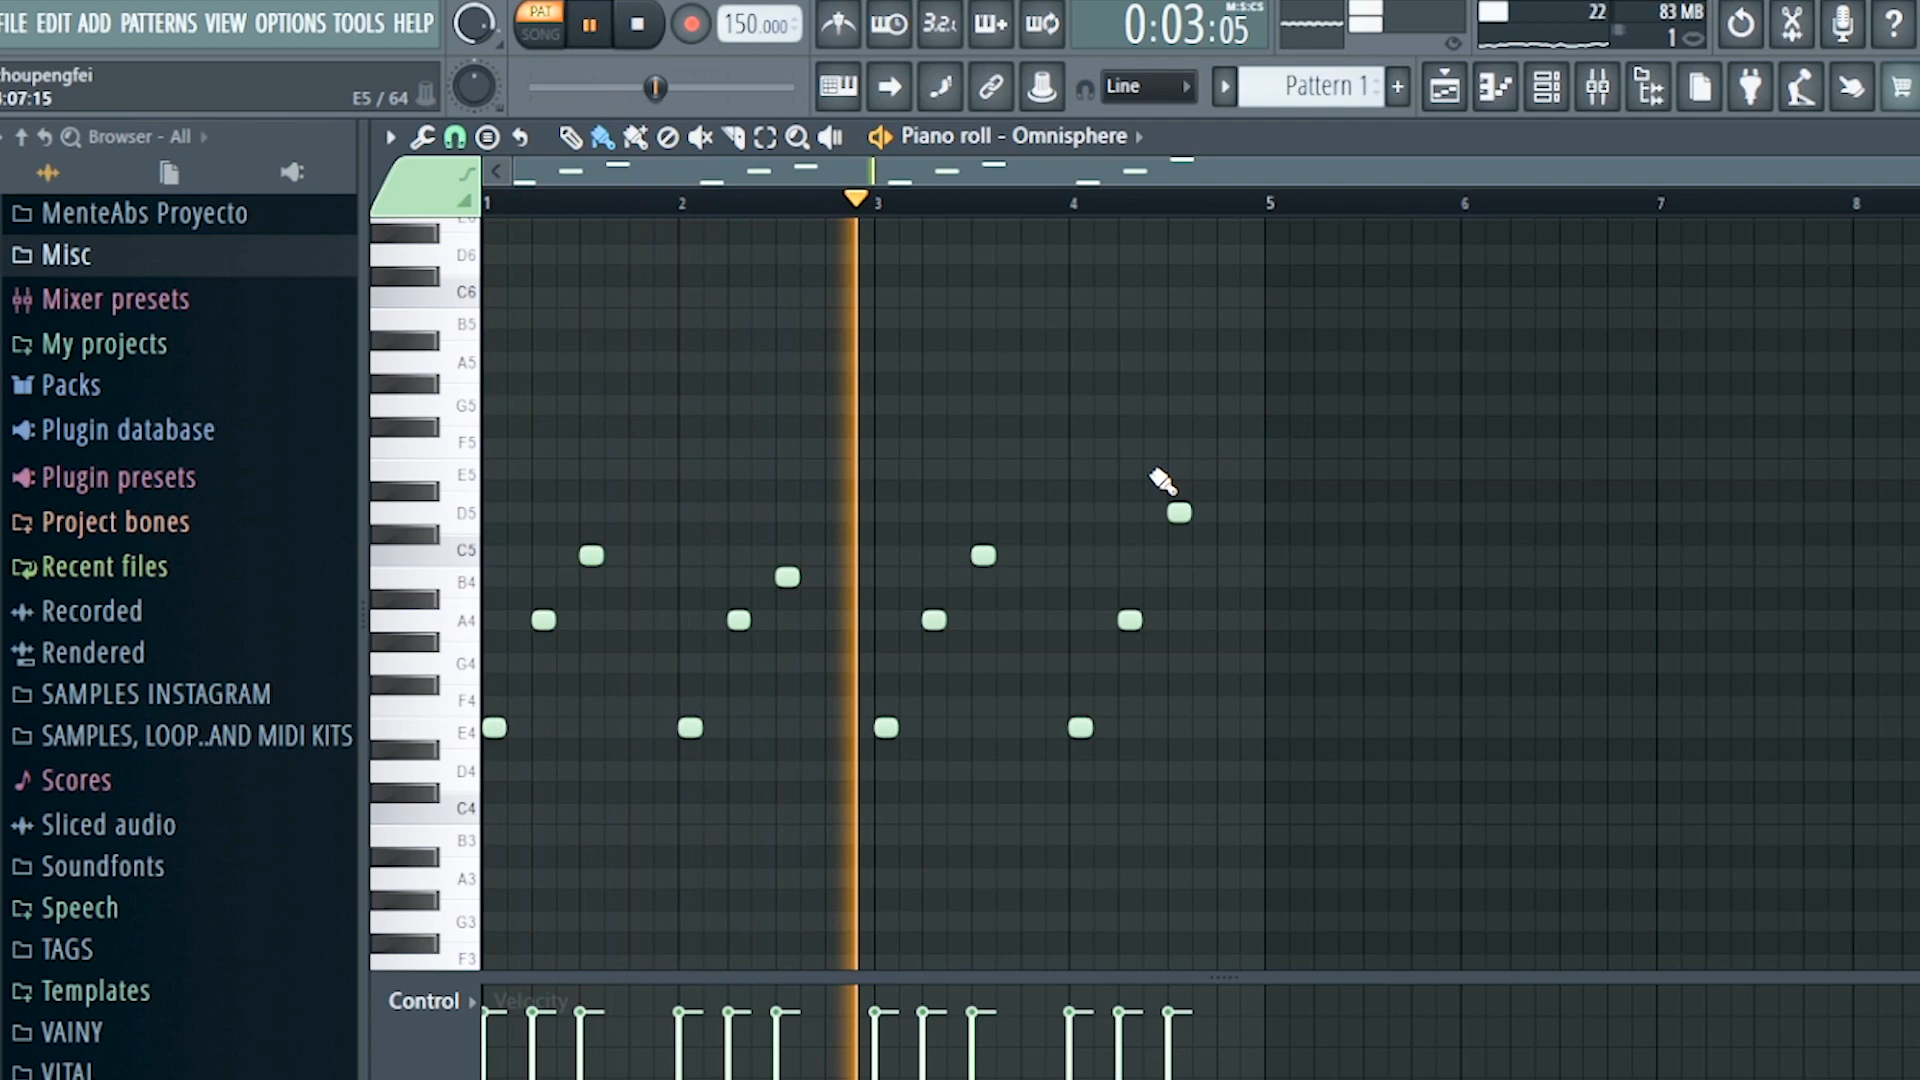 FILE EDIT ADD PATTERNS VIEW OPTIONS TOOLS HELP
PAT
SONG
150.000
3.2.
0:03:05
M:S:CS
22
83 MB
1
houpengfei
:07:15
E5 / 64
Line
Pattern 1
Browser - All
Piano roll - Omnisphere
MenteAbs Proyecto
Misc
Mixer presets
My projects
Packs
Plugin database
Plugin presets
Project bones
Recent files
Recorded
Rendered
SAMPLES INSTAGRAM
SAMPLES, LOOP..AND MIDI KITS
Scores
Sliced audio
Soundfonts
Speech
TAGS
Templates
VAINY
VITAL
1 2 3 4 5 6 7 8
E6
D6
C6
B5
A5
G5
F5
E5
D5
C5
B4
A4
G4
F4
E4
D4
C4
B3
A3
G3
F3
Control
Velocity